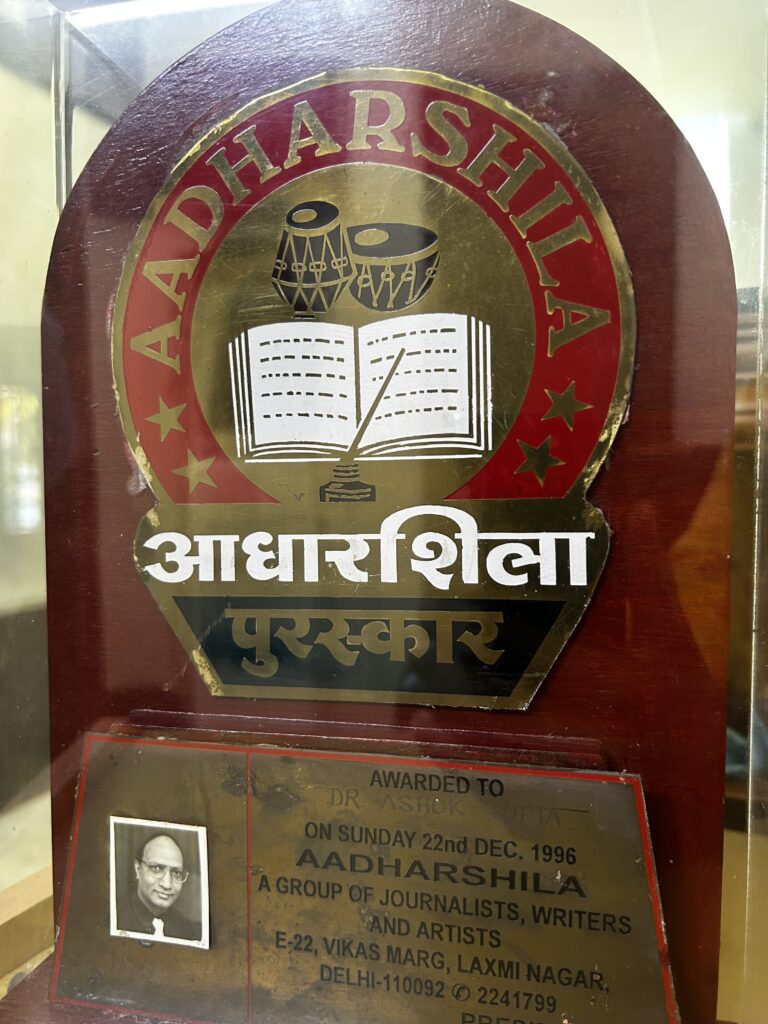 AADHARSHILA
आधारशिला
पुरस्कार
AWARDED TO
DR. ASHOK GUPTA
ON SUNDAY 22nd DEC. 1996
AADHARSHILA
A GROUP OF JOURNALISTS, WRITERS
AND ARTISTS
E-22, VIKAS MARG, LAXMI NAGAR,
DELHI-110092 ✆ 2241799